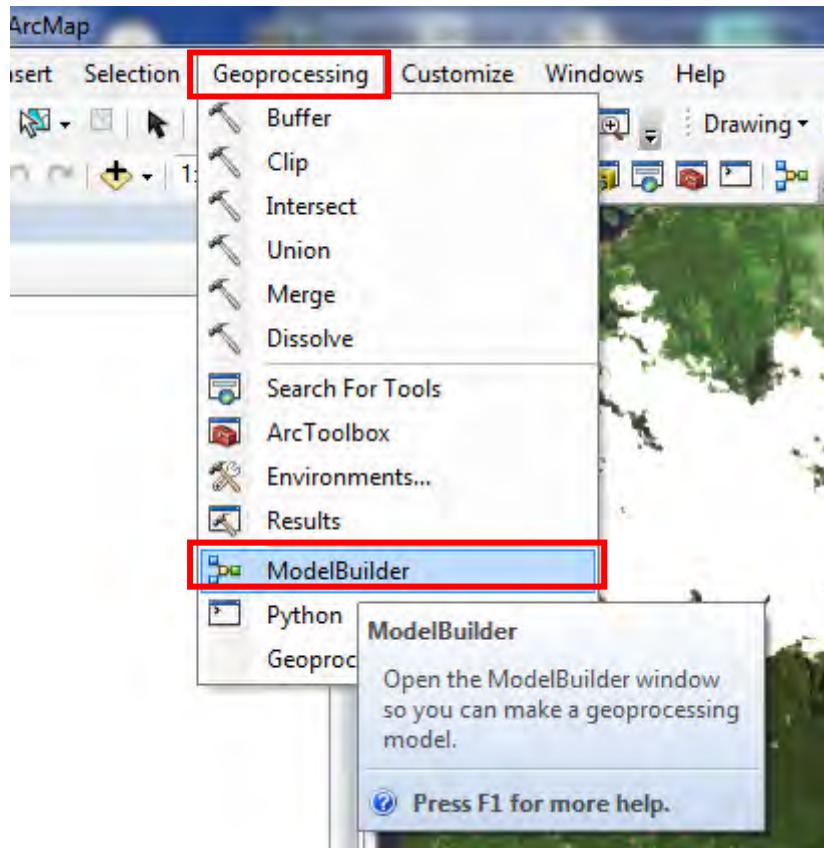 ArcMap
nsert Selection Geoprocessing Customize Windows Help
Drawing
1:
Buffer
Clip
Intersect
Union
Merge
Dissolve
Search For Tools
ArcToolbox
Environments...
Results
ModelBuilder
Python
Geoproc
ModelBuilder
Open the ModelBuilder window
so you can make a geoprocessing
model.
Press F1 for more help.